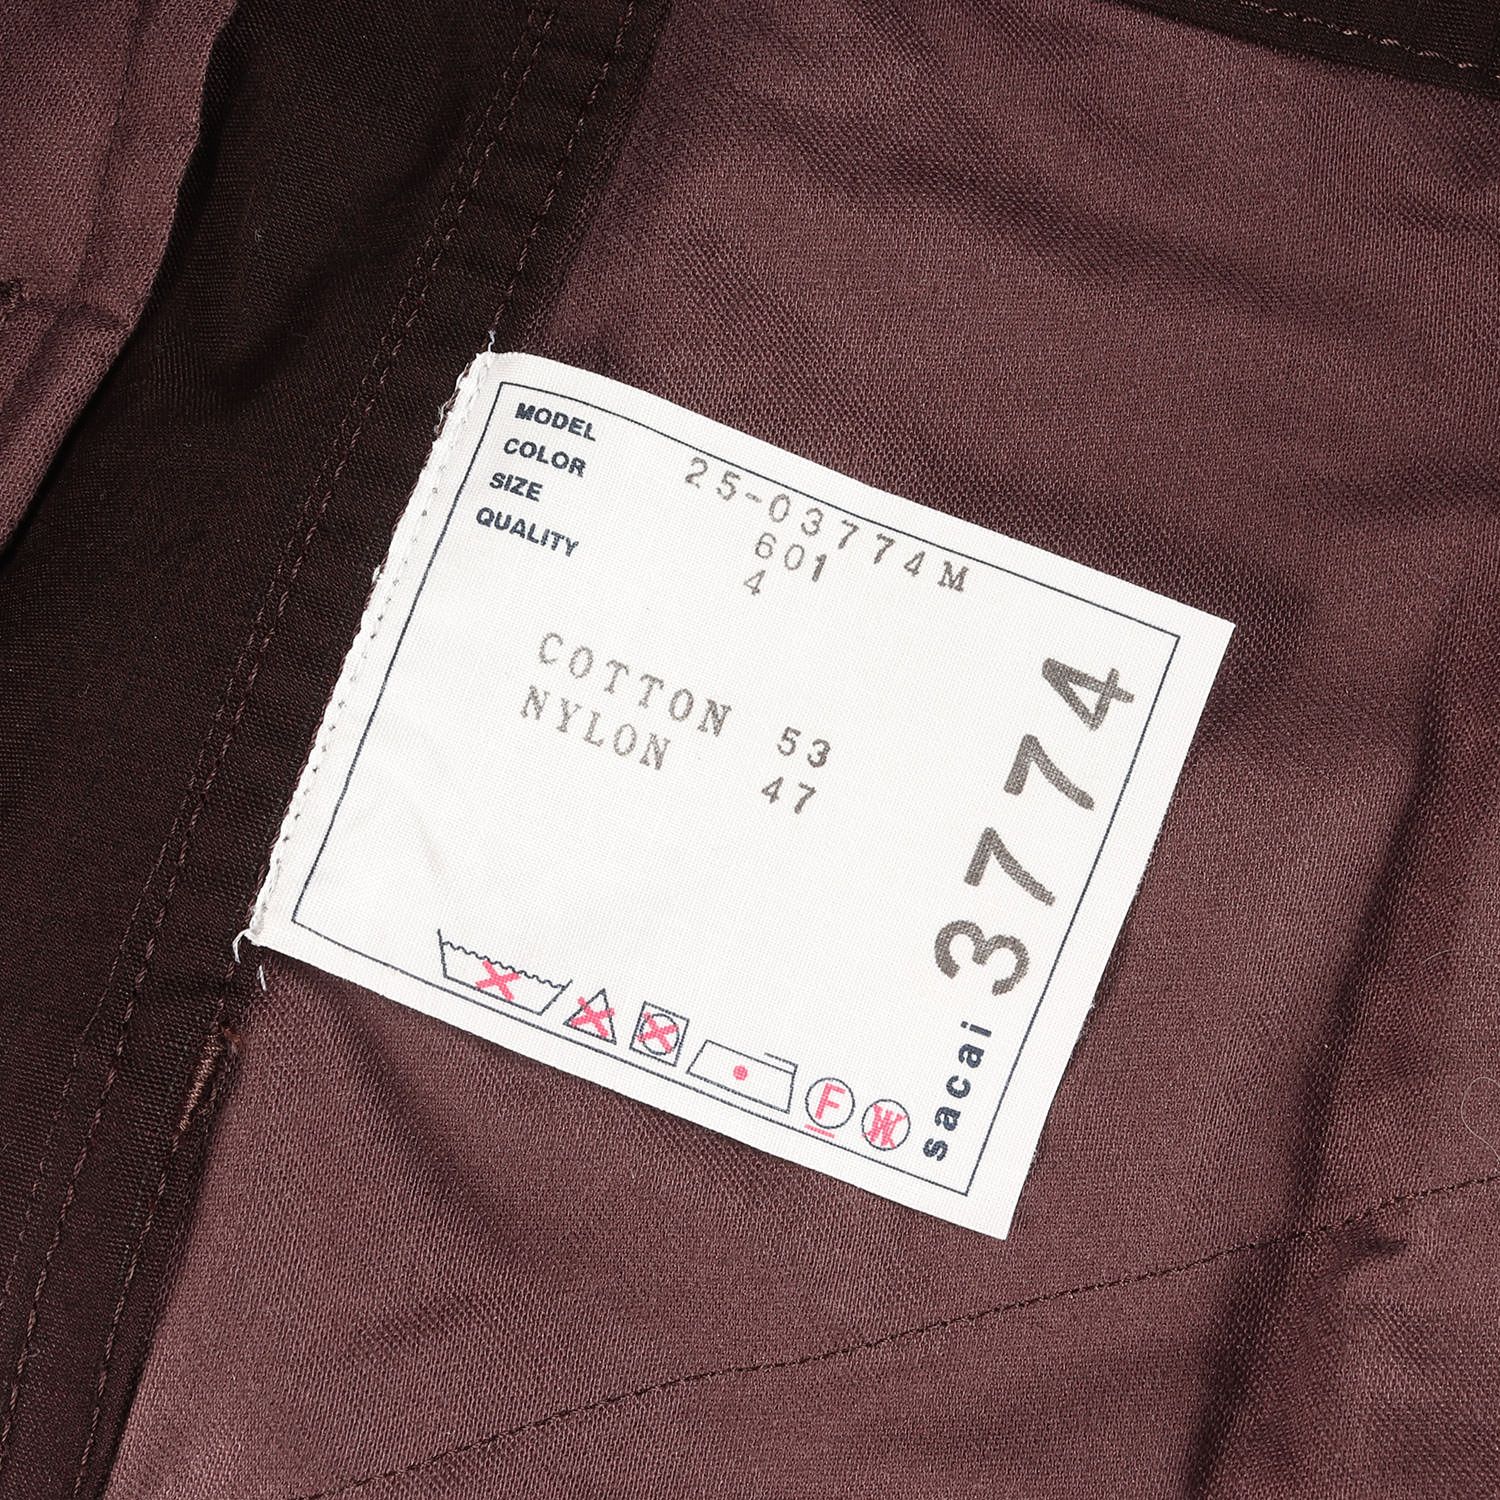 MODEL 25-03774M
COLOR 601
SIZE 4
QUALITY
COTTON 53
NYLON 47
sacai 3774
F
W